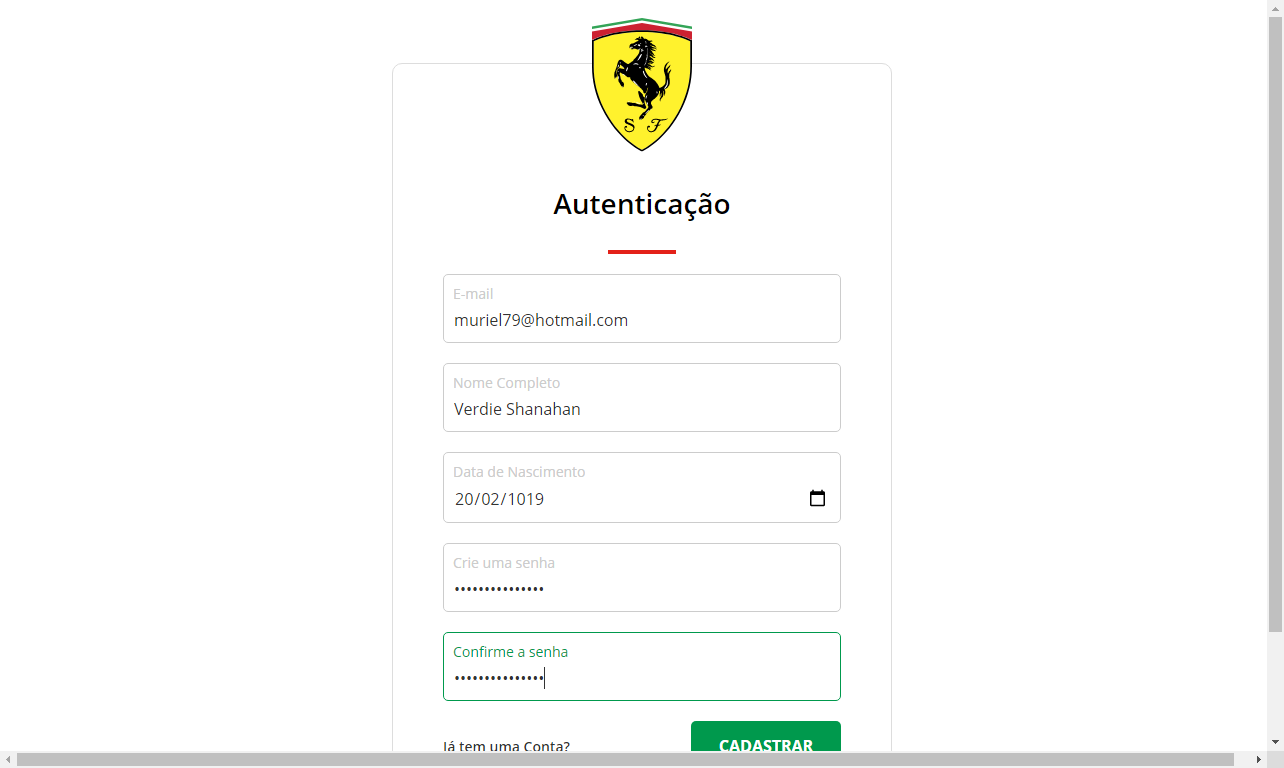 S F
Autenticação
E-mail
muriel79@hotmail.com
Nome Completo
Verdie Shanahan
Data de Nascimento
20/02/1019
Crie uma senha
•••••••••••••••
Confirme a senha
•••••••••••••••
Já tem uma Conta?
CADASTRAR